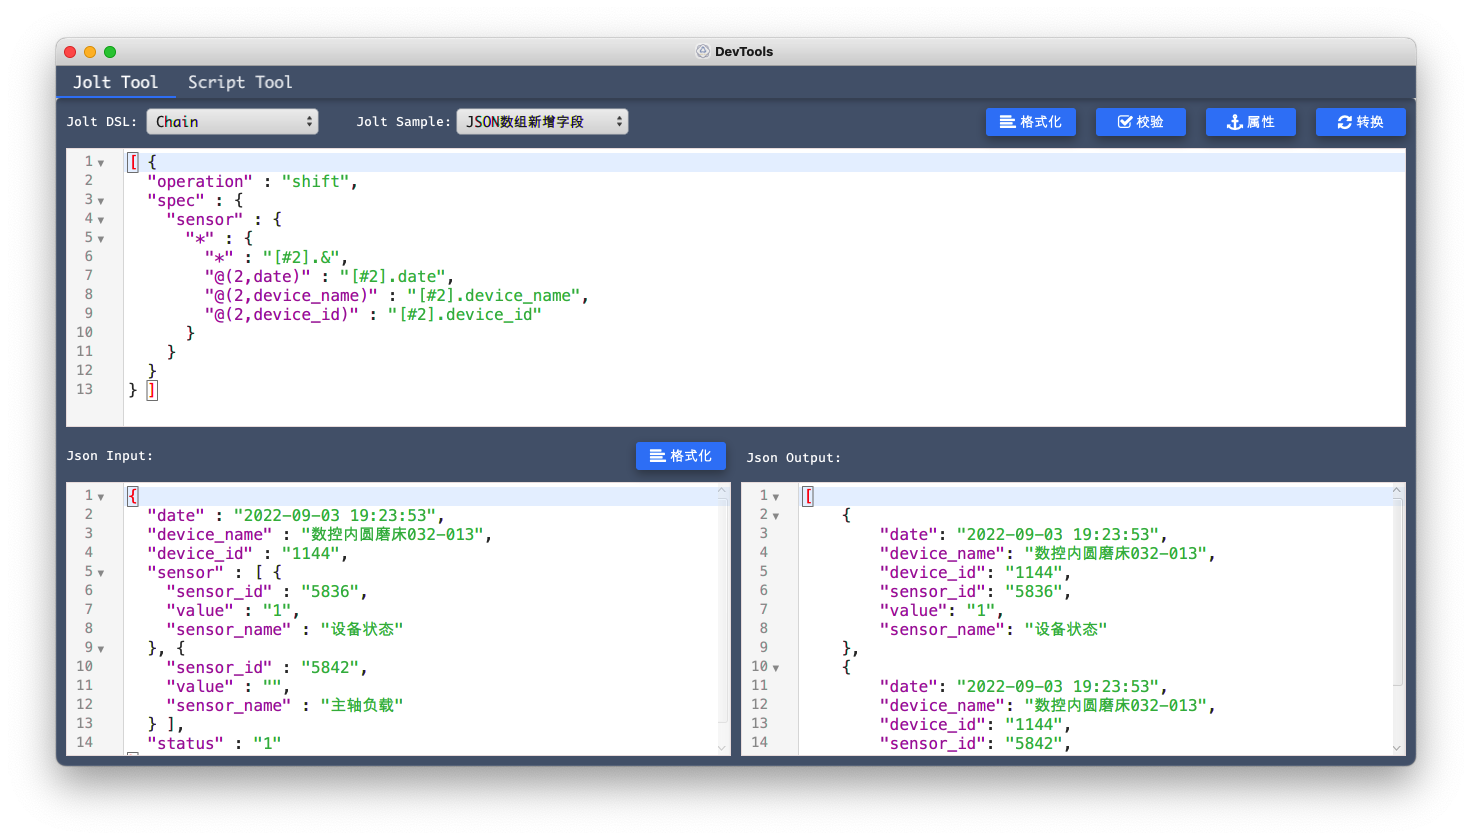 DevTools
Jolt Tool Script Tool
Jolt DSL: Chain Jolt Sample: JSON数组新增字段 格式化 校验 属性 转换
1 [ {
2 "operation" : "shift",
3 "spec" : {
4 "sensor" : {
5 "*" : {
6 "*" : "[#2].&",
7 "@(2,date)" : "[#2].date",
8 "@(2,device_name)" : "[#2].device_name",
9 "@(2,device_id)" : "[#2].device_id"
10 }
11 }
12 }
13 } ]
Json Input: 格式化
1 {
2 "date" : "2022-09-03 19:23:53",
3 "device_name" : "数控内圆磨床032-013",
4 "device_id" : "1144",
5 "sensor" : [ {
6 "sensor_id" : "5836",
7 "value" : "1",
8 "sensor_name" : "设备状态"
9 }, {
10 "sensor_id" : "5842",
11 "value" : "",
12 "sensor_name" : "主轴负载"
13 } ],
14 "status" : "1"
Json Output:
1 [
2 {
3 "date": "2022-09-03 19:23:53",
4 "device_name": "数控内圆磨床032-013",
5 "device_id": "1144",
6 "sensor_id": "5836",
7 "value": "1",
8 "sensor_name": "设备状态"
9 },
10 {
11 "date": "2022-09-03 19:23:53",
12 "device_name": "数控内圆磨床032-013",
13 "device_id": "1144",
14 "sensor_id": "5842",